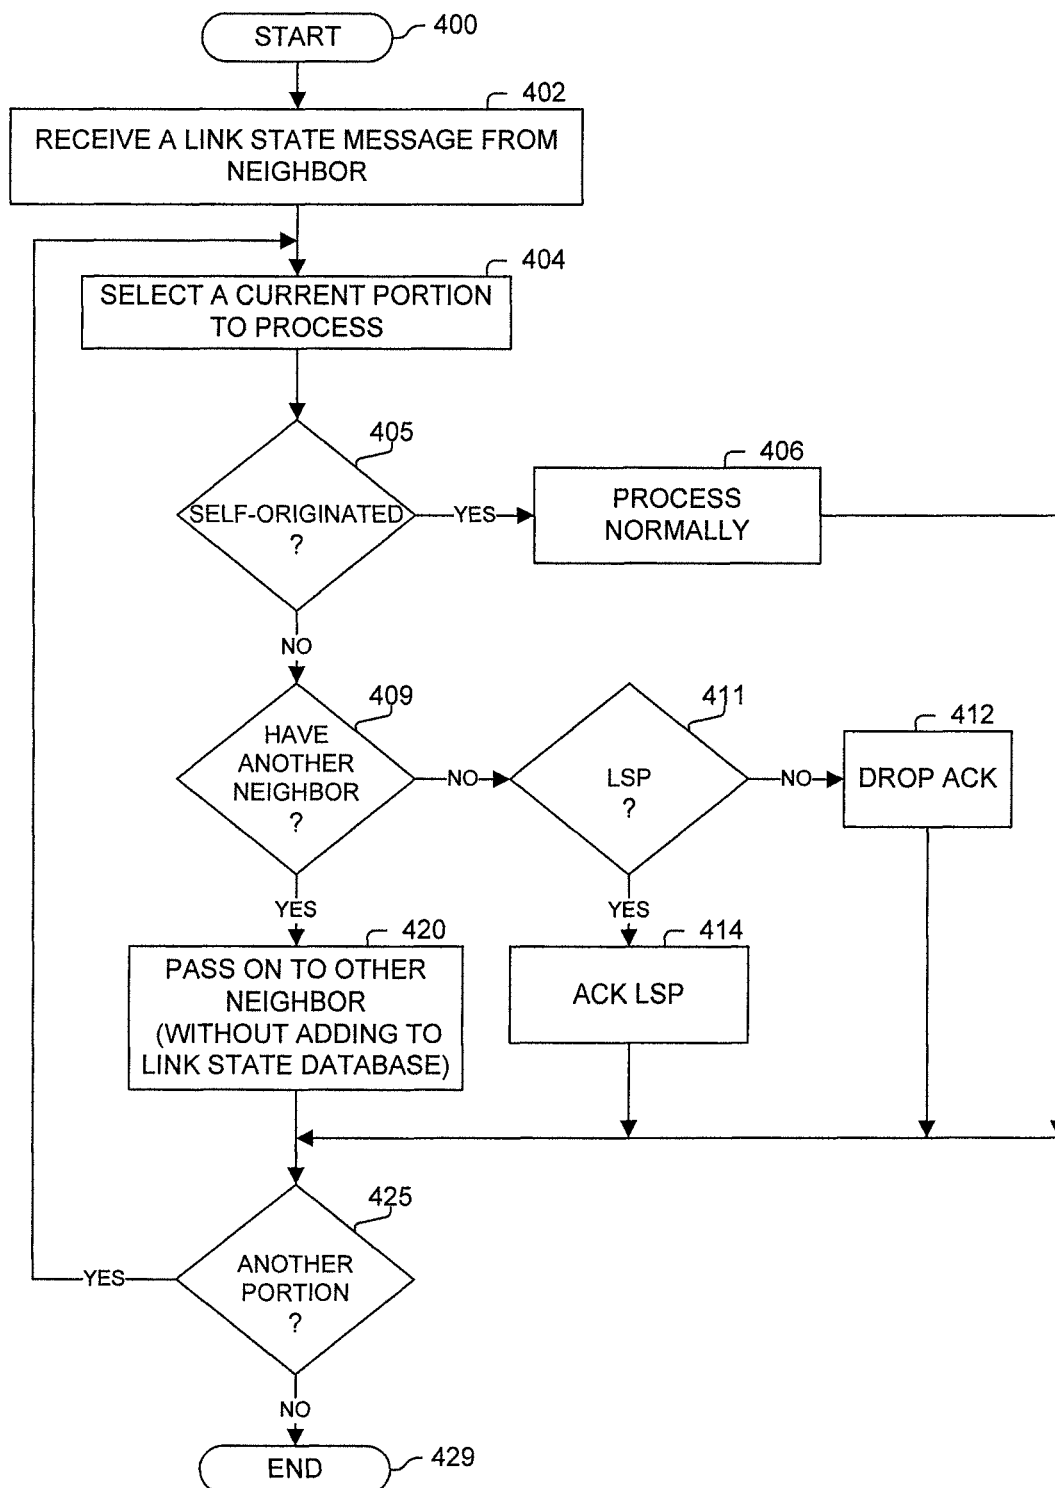 START
400
402
RECEIVE A LINK STATE MESSAGE FROM
NEIGHBOR
404
SELECT A CURRENT PORTION
TO PROCESS
405
SELF-ORIGINATED
?
YES
406
PROCESS
NORMALLY
NO
409
HAVE
ANOTHER
NEIGHBOR
?
NO
411
LSP
?
NO
412
DROP ACK
YES
420
PASS ON TO OTHER
NEIGHBOR
(WITHOUT ADDING TO
LINK STATE DATABASE)
YES
414
ACK LSP
425
ANOTHER
PORTION
?
YES
NO
END
429